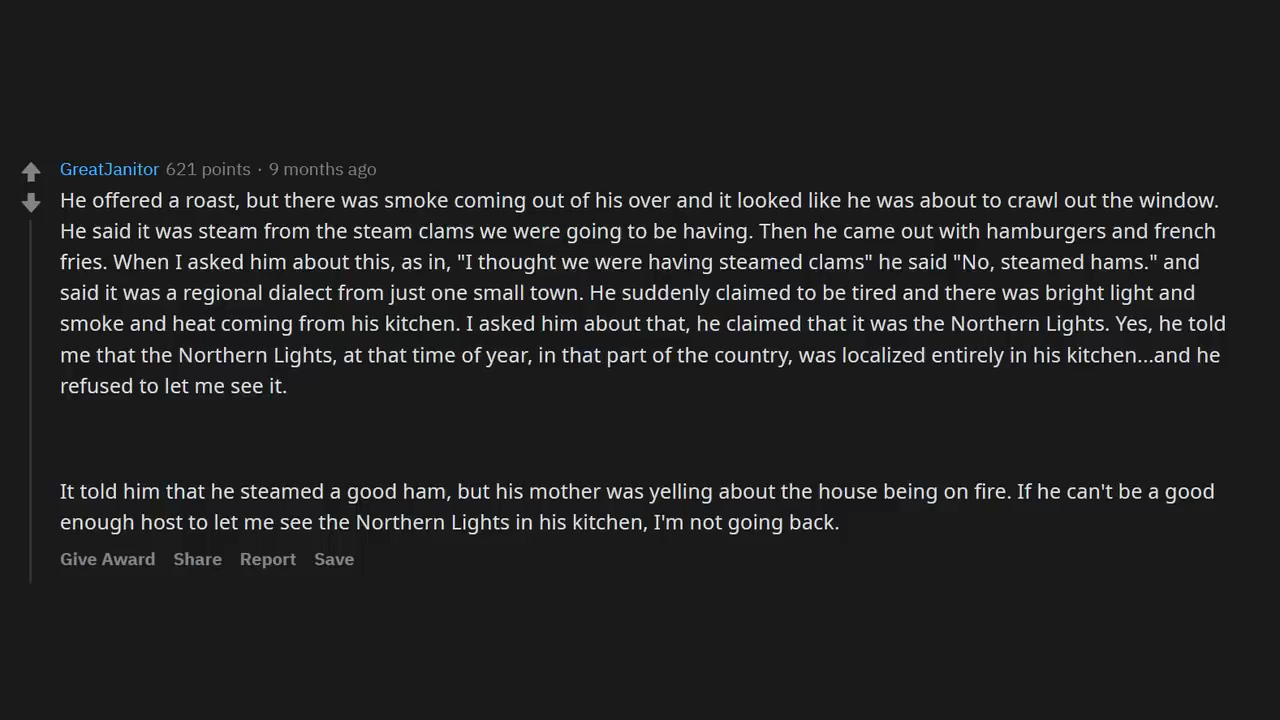 GreatJanitor 621 points · 9 months ago
He offered a roast, but there was smoke coming out of his over and it looked like he was about to crawl out the window.
He said it was steam from the steam clams we were going to be having. Then he came out with hamburgers and french
fries. When I asked him about this, as in, "I thought we were having steamed clams" he said "No, steamed hams." and
said it was a regional dialect from just one small town. He suddenly claimed to be tired and there was bright light and
smoke and heat coming from his kitchen. I asked him about that, he claimed that it was the Northern Lights. Yes, he told
me that the Northern Lights, at that time of year, in that part of the country, was localized entirely in his kitchen...and he
refused to let me see it.
It told him that he steamed a good ham, but his mother was yelling about the house being on fire. If he can't be a good
enough host to let me see the Northern Lights in his kitchen, I'm not going back.
Give Award Share Report Save